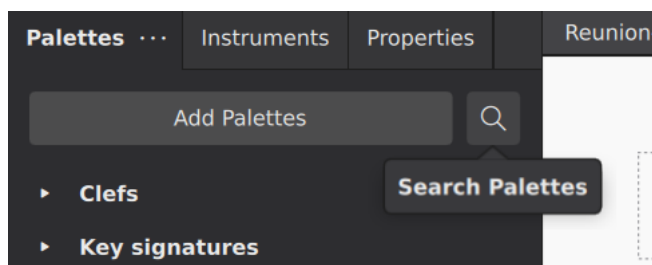 Palettes ··· Instruments Properties Reunion
Add Palettes
Clefs
Search Palettes
Key signatures